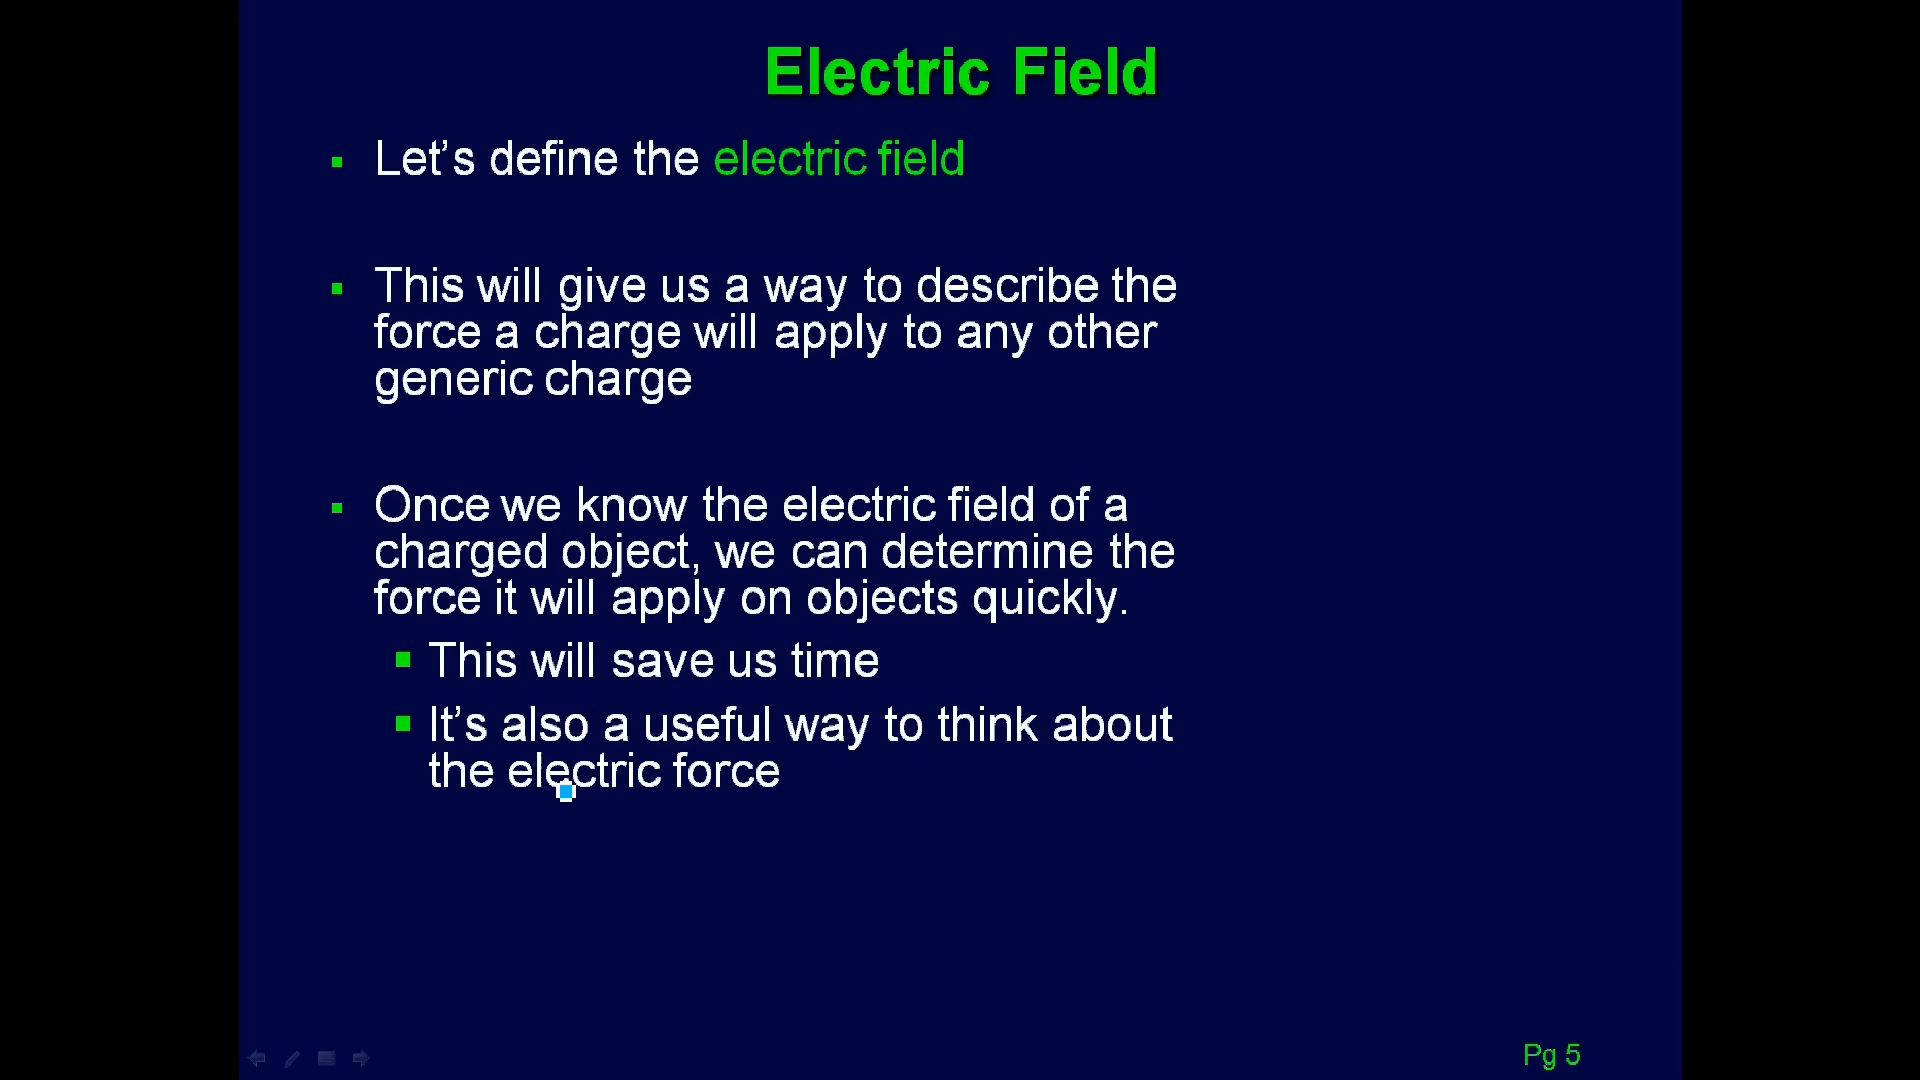 Electric Field
Let's define the electric field
This will give us a way to describe the
force a charge will apply to any other
generic charge
Once we know the electric field of a
charged object, we can determine the
force it will apply on objects quickly.
This will save us time
It's also a useful way to think about
the electric force
Pg 5